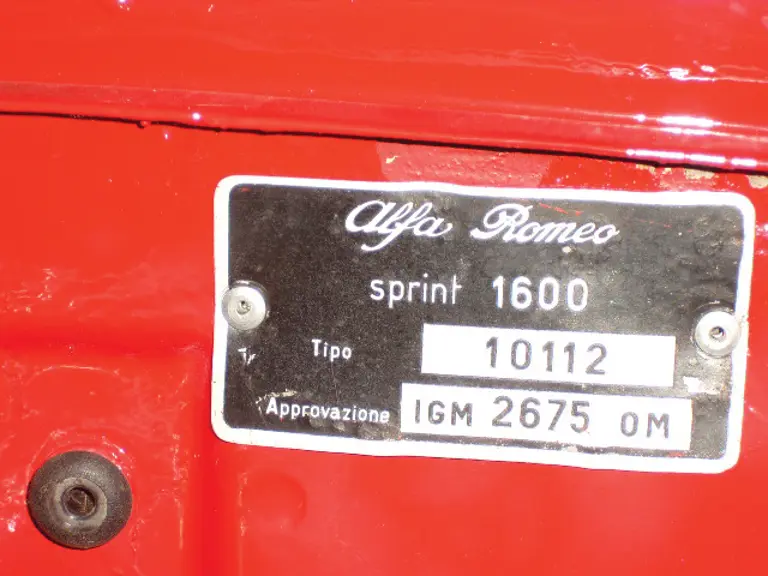 Alfa Romeo
sprint 1600
Tipo 10112
Approvazione IGM 2675 OM